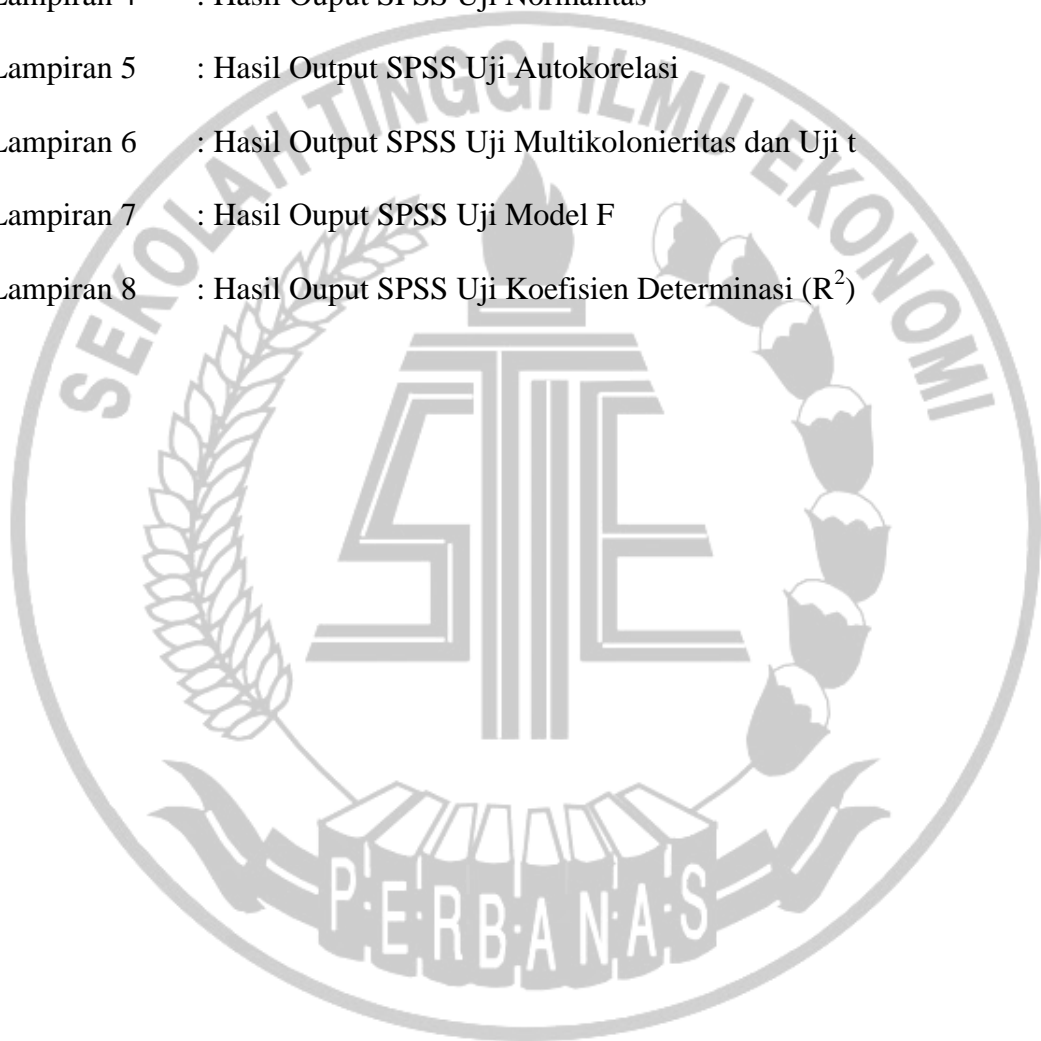 Lampiran 4 : Hasil Ouput SPSS Uji Normalitas
Lampiran 5 : Hasil Output SPSS Uji Autokorelasi
Lampiran 6 : Hasil Output SPSS Uji Multikolonieritas dan Uji t
Lampiran 7 : Hasil Ouput SPSS Uji Model F
Lampiran 8 : Hasil Ouput SPSS Uji Koefisien Determinasi (R²)
SEKOLAH TINGGI ILMU EKONOMI
STIE
P·E·R·B·A·N·A·S